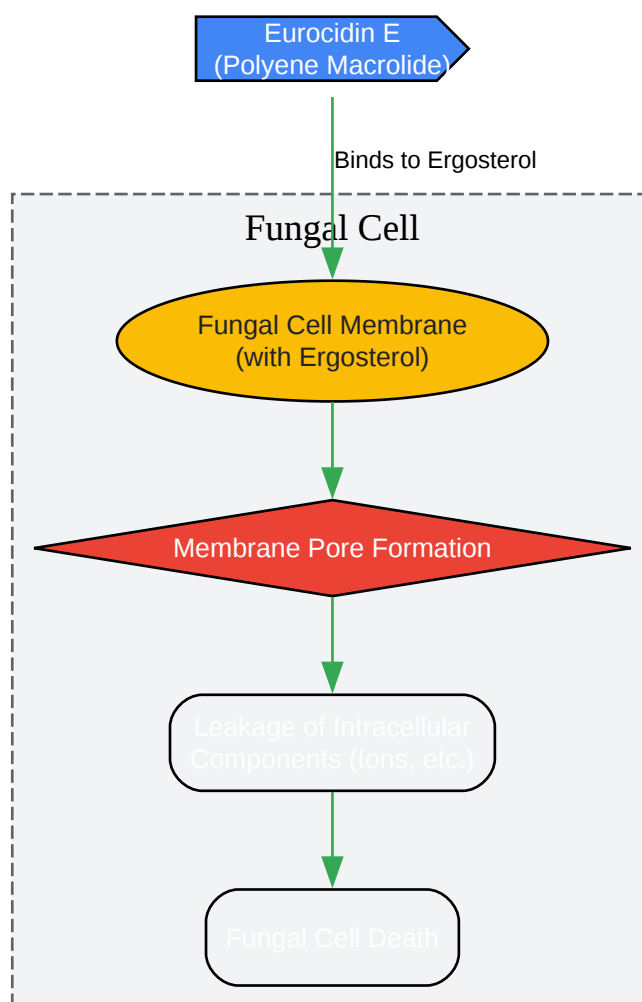 Eurocidin E
(Polyene Macrolide)
Binds to Ergosterol
Fungal Cell
Fungal Cell Membrane
(with Ergosterol)
Membrane Pore Formation
Leakage of Intracellular
Components (Ions, etc.)
Fungal Cell Death